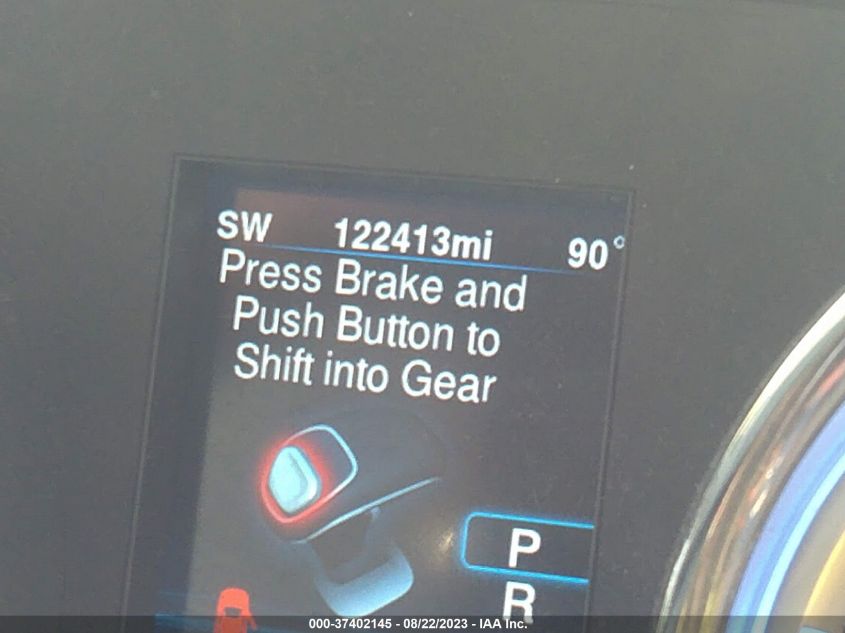 SW 122413mi 90°
Press Brake and
Push Button to
Shift into Gear
P
R
000-37402145 - 08/22/2023 - IAA Inc.